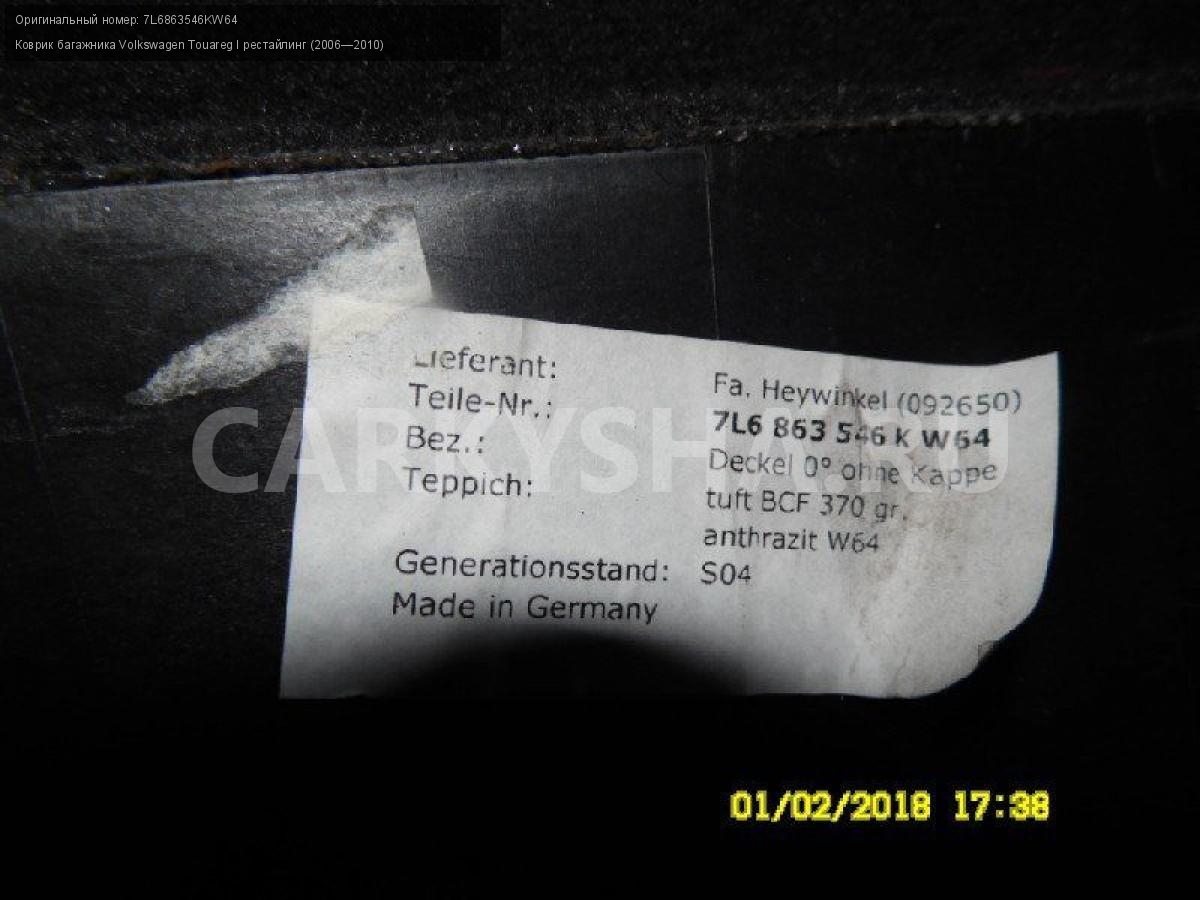 Оригинальный номер: 7L6863546KW64
Коврик багажника Volkswagen Touareg I рестайлинг (2006—2010)
Lieferant: Fa. Heywinkel (092650)
Teile-Nr.: 7L6 863 546 K W64
Bez.: Deckel 0° ohne Kappe
Teppich: tuft BCF 370 gr.
anthrazit W64
Generationsstand: S04
Made in Germany
CARKYSHA.RU
01/02/2018 17:38